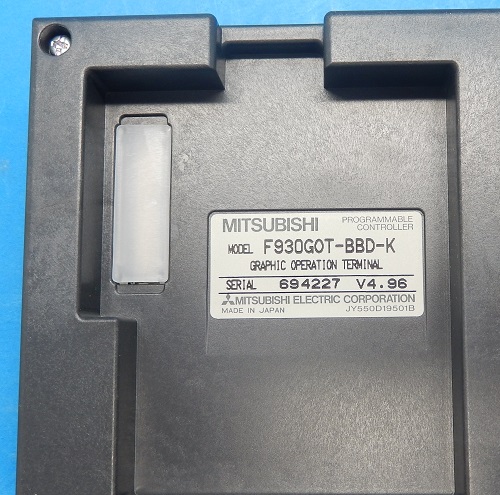 MITSUBISHI PROGRAMMABLE CONTROLLER
MODEL F930GOT-BBD-K
GRAPHIC OPERATION TERMINAL
SERIAL 694227 V4.96
MITSUBISHI ELECTRIC CORPORATION
MADE IN JAPAN JY550D19501B